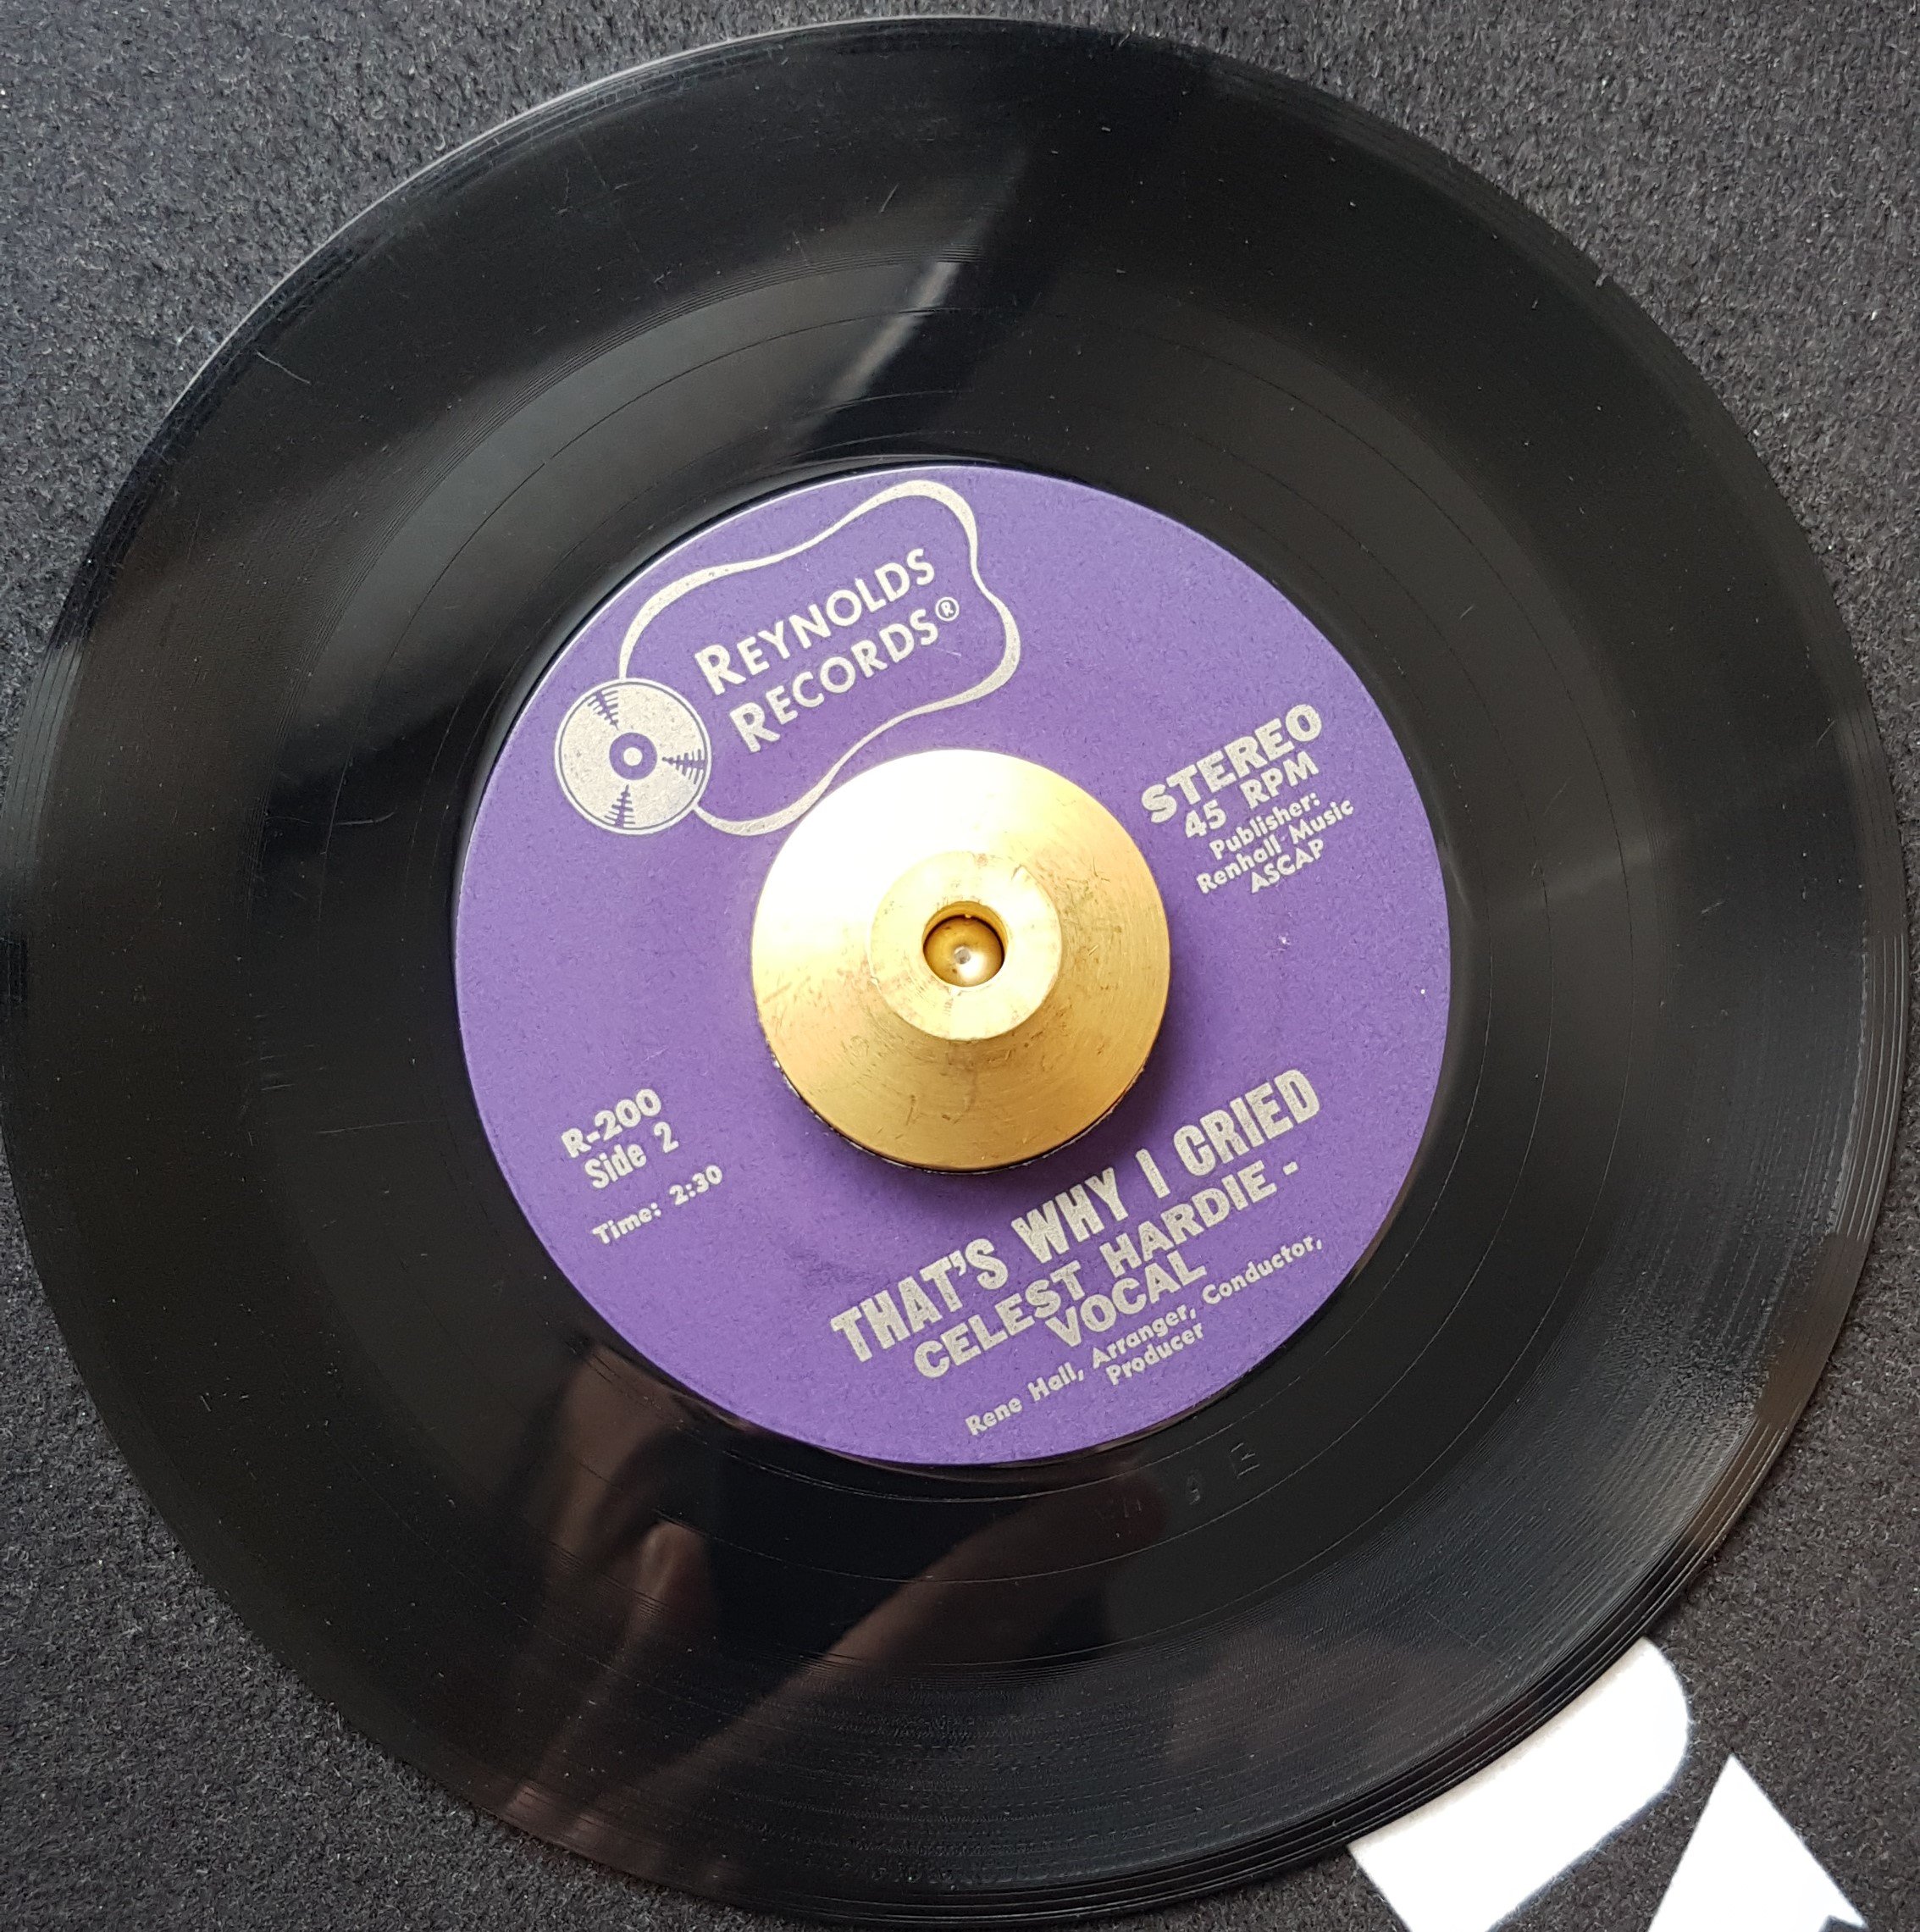 REYNOLDS
RECORDS®
STEREO
45 RPM
Publisher:
Renhall Music
ASCAP
R-200
Side 2
Time: 2:30
THAT'S WHY I CRIED
CELEST HARDIE -
VOCAL
Rene Hall, Arranger, Conductor,
Producer